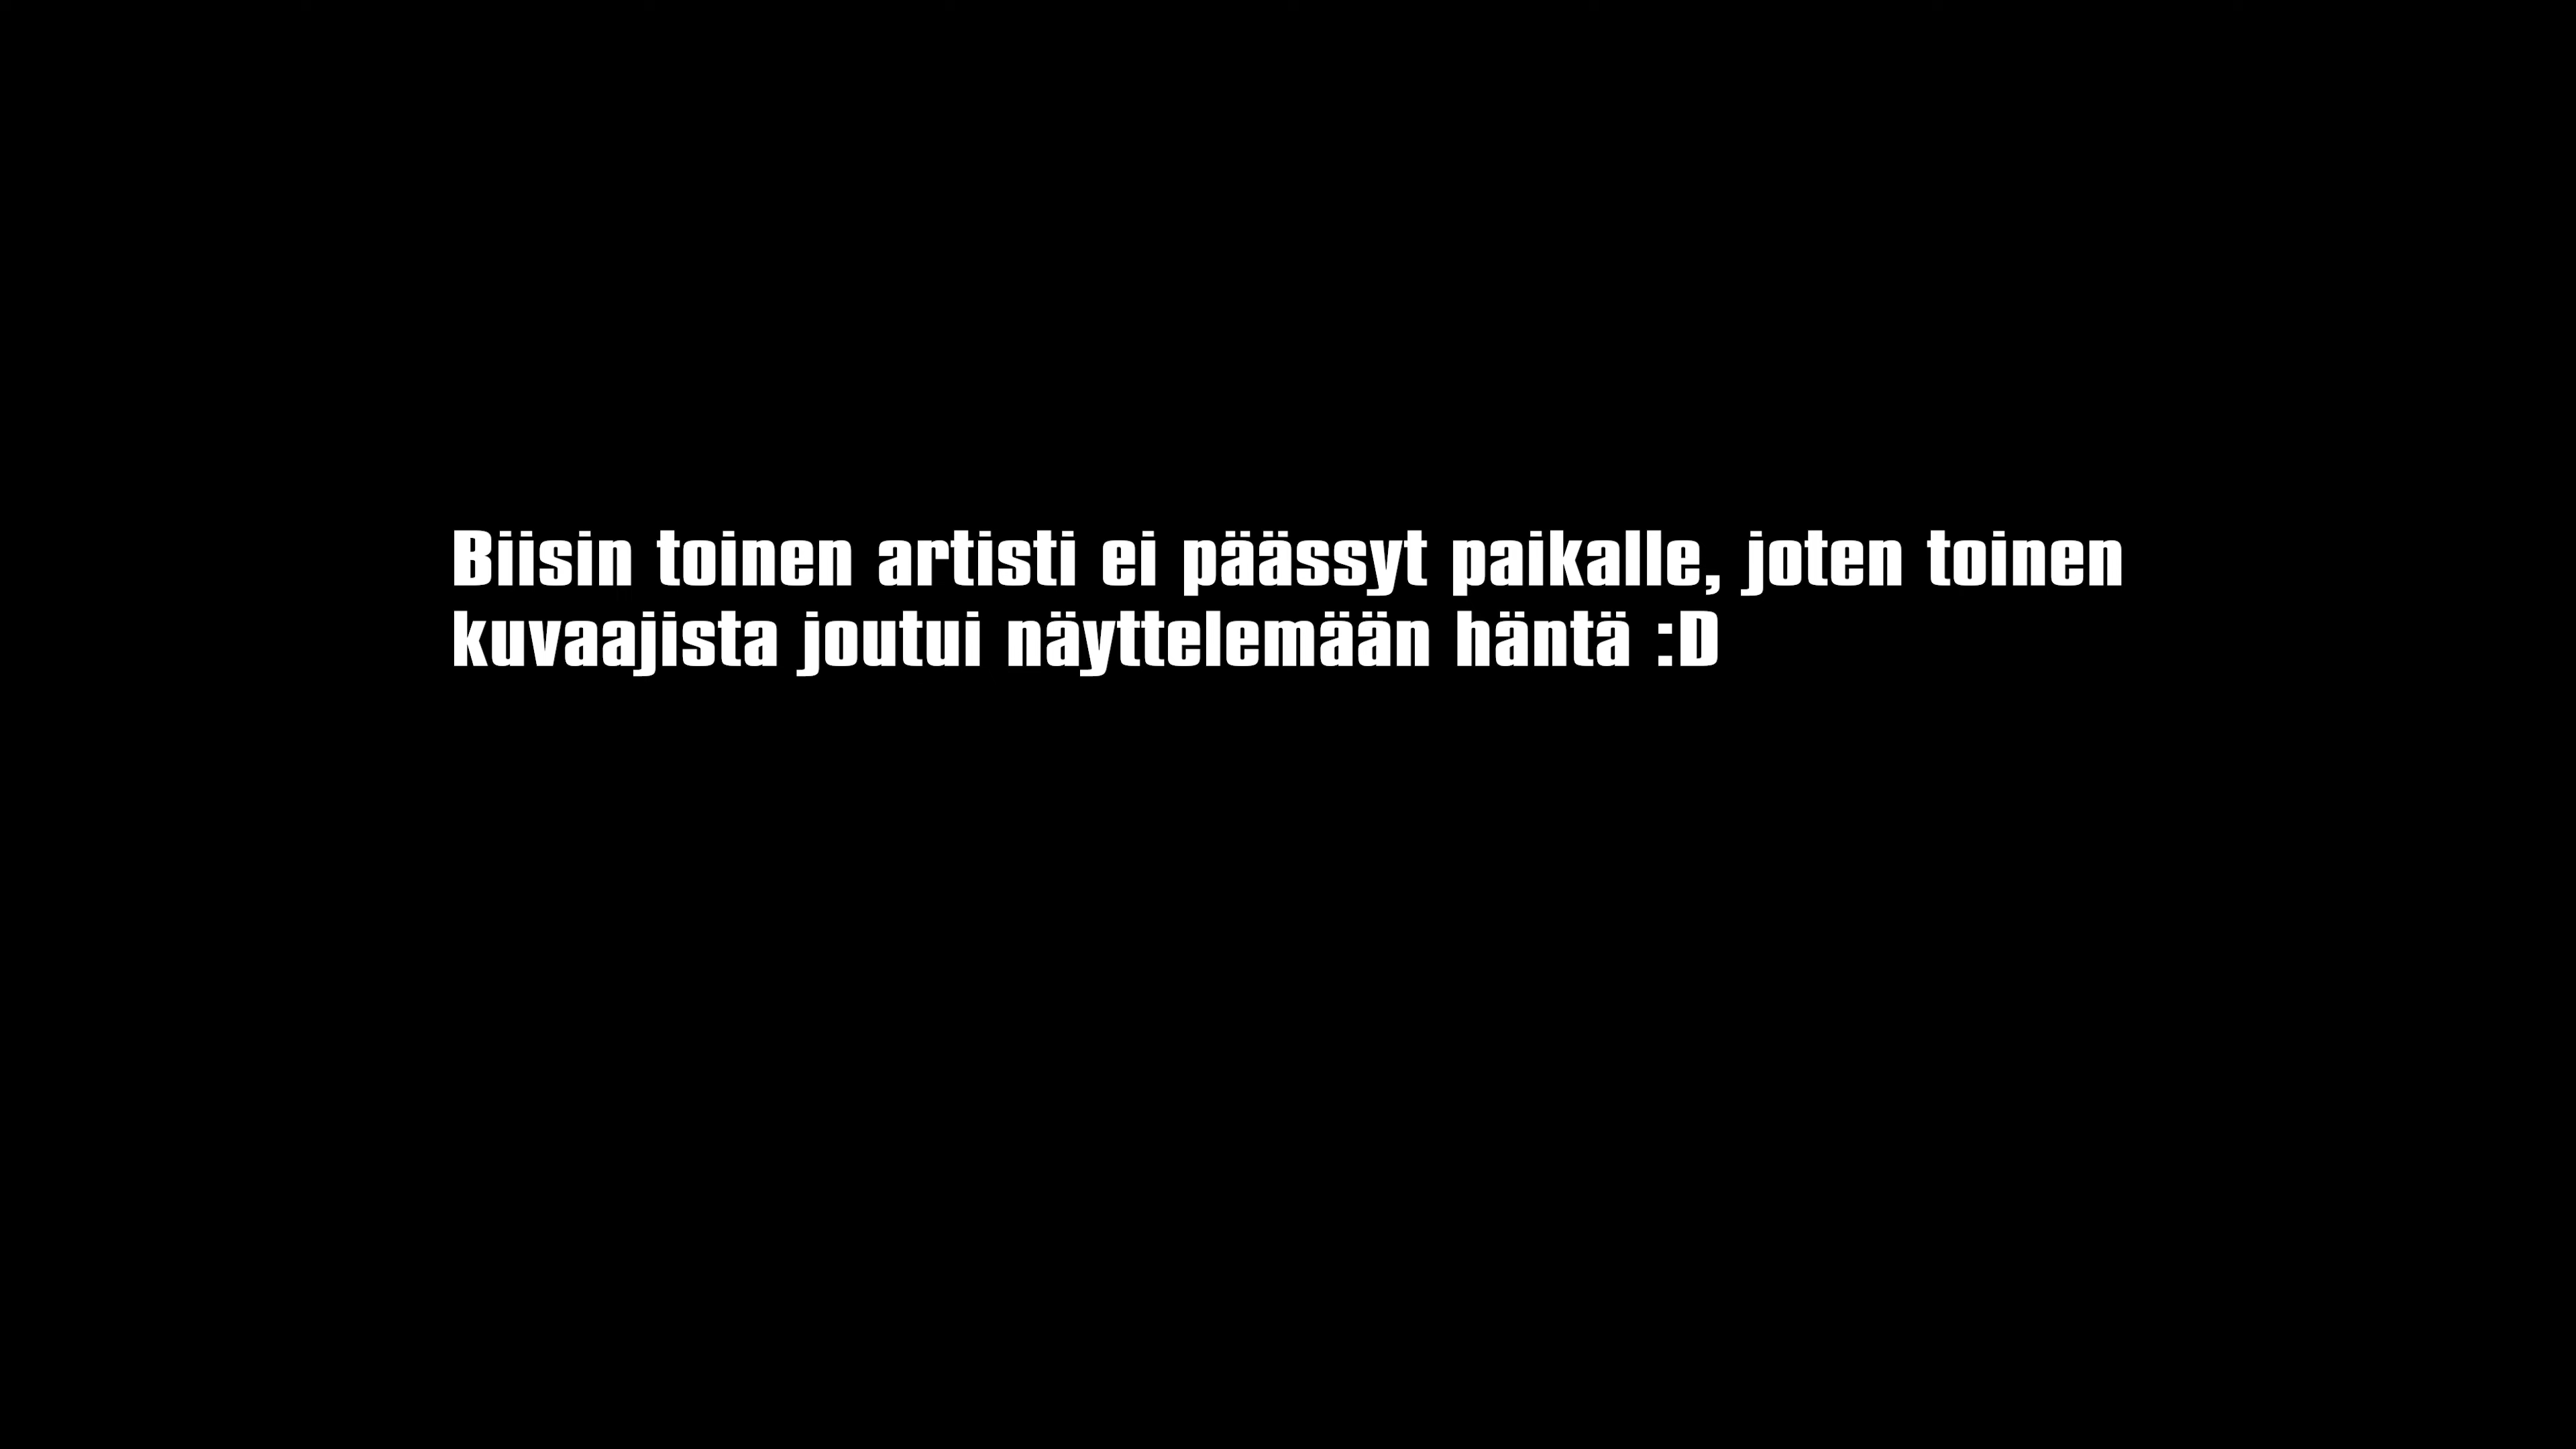 Biisin toinen artisti ei päässyt paikalle, joten toinen
kuvaajista joutui näyttelemään häntä :D